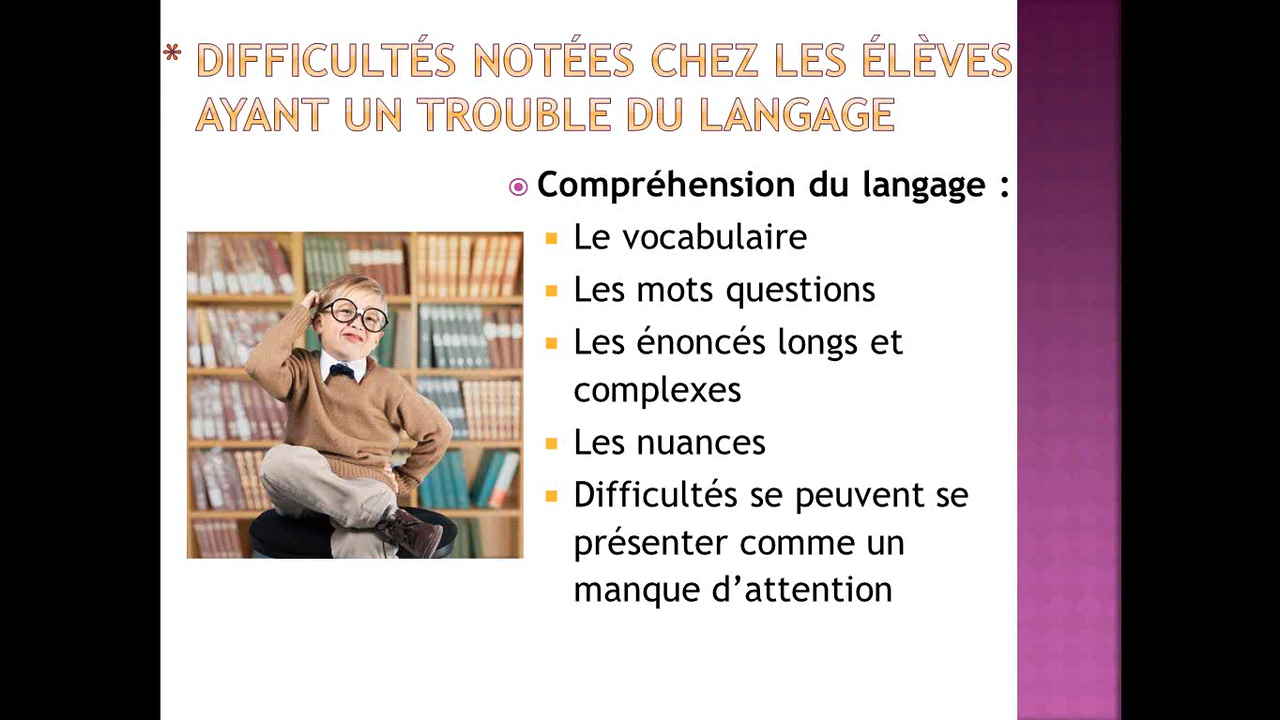 * DIFFICULTÉS NOTÉES CHEZ LES ÉLÈVES
AYANT UN TROUBLE DU LANGAGE
Compréhension du langage :
Le vocabulaire
Les mots questions
Les énoncés longs et
complexes
Les nuances
Difficultés se peuvent se
présenter comme un
manque d’attention